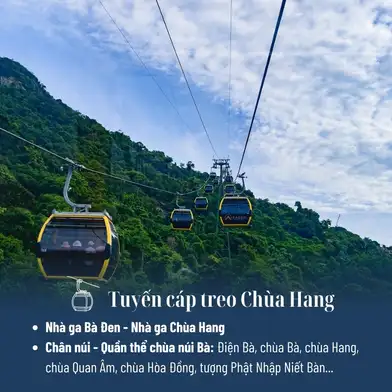 Tuyến cáp treo Chùa Hang
• Nhà ga Bà Đen - Nhà ga Chùa Hang
• Chân núi - Quần thể chùa núi Bà: Điện Bà, chùa Bà, chùa Hang,
chùa Quan Âm, chùa Hòa Đồng, tượng Phật Nhập Niết Bàn...